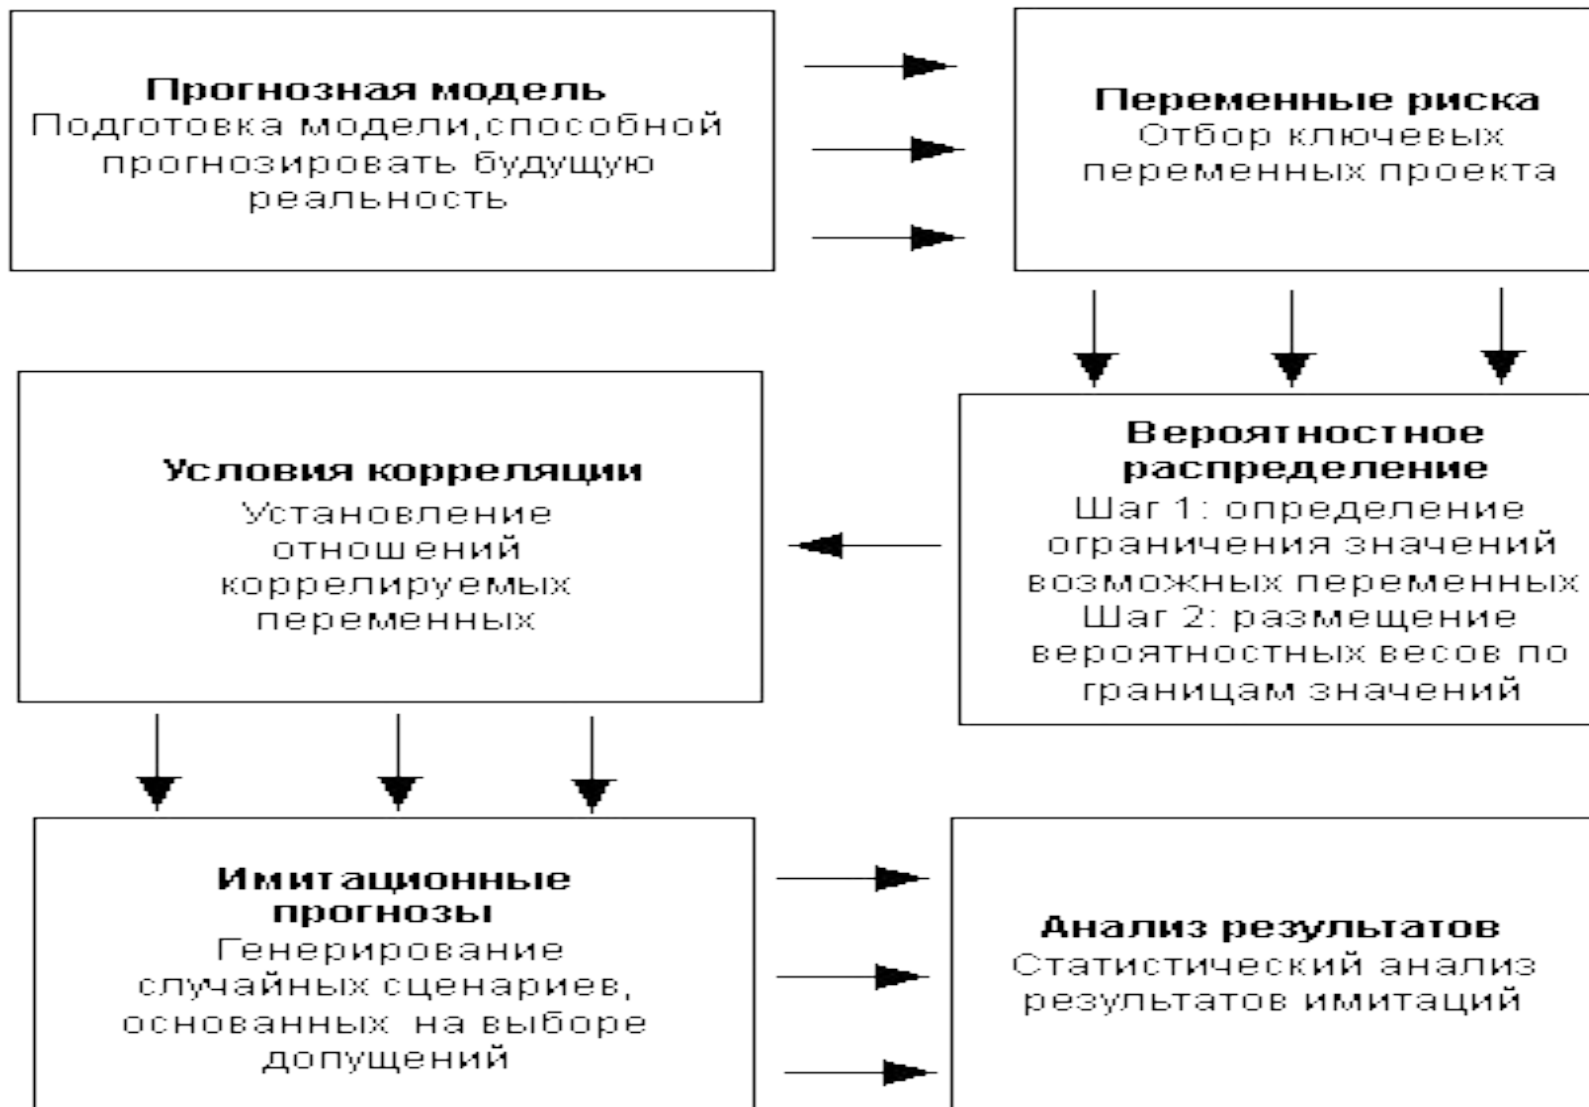 Прогнозная модель
Подготовка модели,способной
прогнозировать будущую
реальность
Переменные риска
Отбор ключевых
переменных проекта
Вероятностное
распределение
Шаг 1: определение
ограничения значений
возможных переменных
Шаг 2: размещение
вероятностных весов по
границам значений
Условия корреляции
Установление
отношений
коррелируемых
переменных
Имитационные
прогнозы
Генерирование
случайных сценариев,
основанных на выборе
допущений
Анализ результатов
Статистический анализ
результатов имитаций